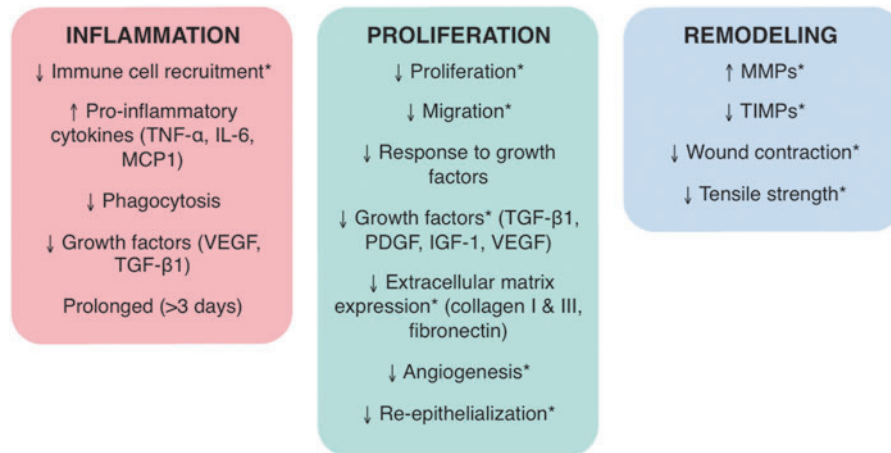 INFLAMMATION
↓ Immune cell recruitment*
↑ Pro-inflammatory
cytokines (TNF-α, IL-6,
MCP1)
↓ Phagocytosis
↓ Growth factors (VEGF,
TGF-β1)
Prolonged (>3 days)
PROLIFERATION
↓ Proliferation*
↓ Migration*
↓ Response to growth
factors
↓ Growth factors* (TGF-β1,
PDGF, IGF-1, VEGF)
↓ Extracellular matrix
expression* (collagen I & III,
fibronectin)
↓ Angiogenesis*
↓ Re-epithelialization*
REMODELING
↑ MMPs*
↓ TIMPs*
↓ Wound contraction*
↓ Tensile strength*